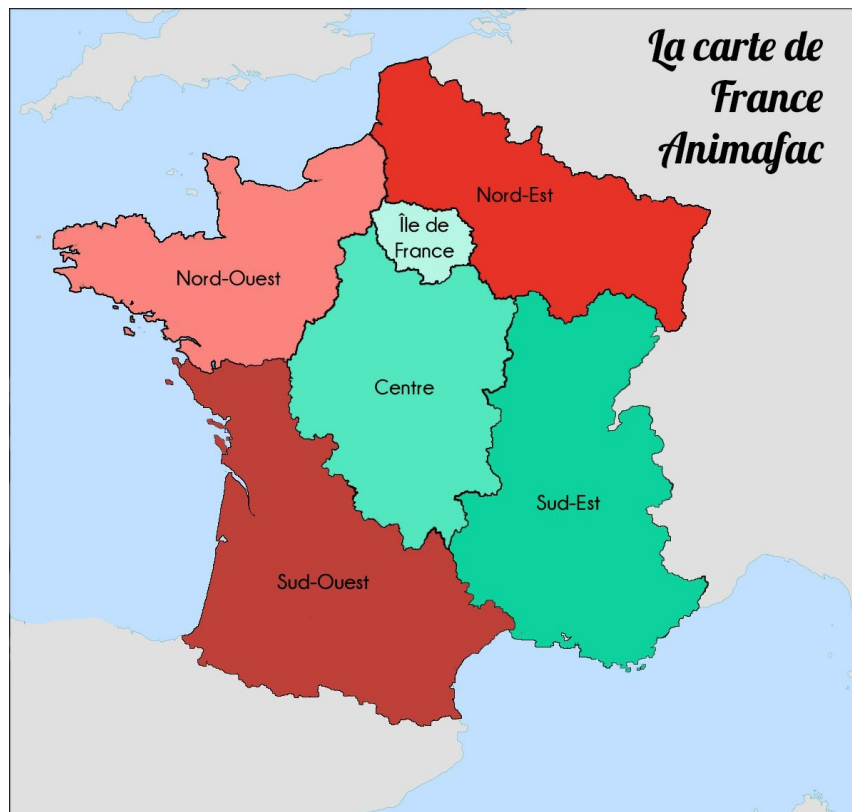 La carte de
France
Animafac
Nord-Est
Île de
France
Nord-Ouest
Centre
Sud-Est
Sud-Ouest